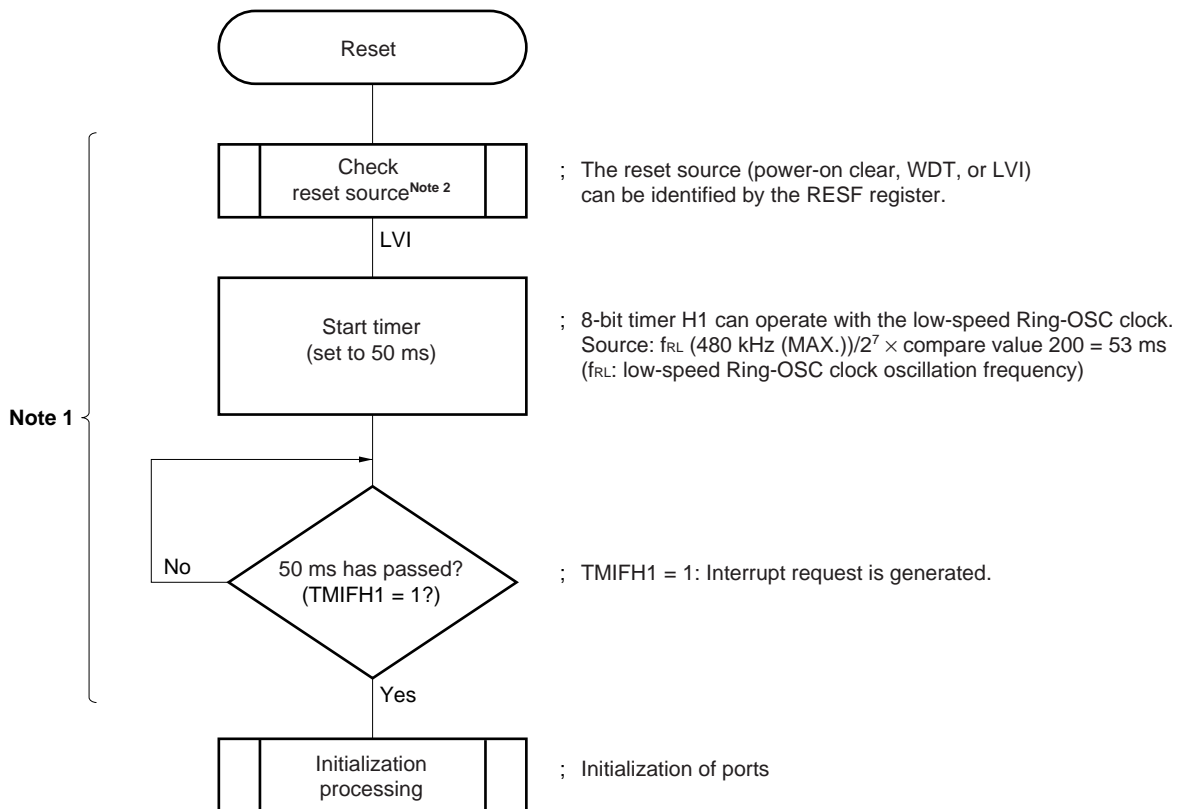 Reset
Check
reset source Note 2
; The reset source (power-on clear, WDT, or LVI)
can be identified by the RESF register.
LVI
Start timer
(set to 50 ms)
; 8-bit timer H1 can operate with the low-speed Ring-OSC clock.
Source: fRL (480 kHz (MAX.))/2⁷ × compare value 200 = 53 ms
(fRL: low-speed Ring-OSC clock oscillation frequency)
Note 1
No
50 ms has passed?
(TMIFH1 = 1?)
; TMIFH1 = 1: Interrupt request is generated.
Yes
Initialization
processing
; Initialization of ports